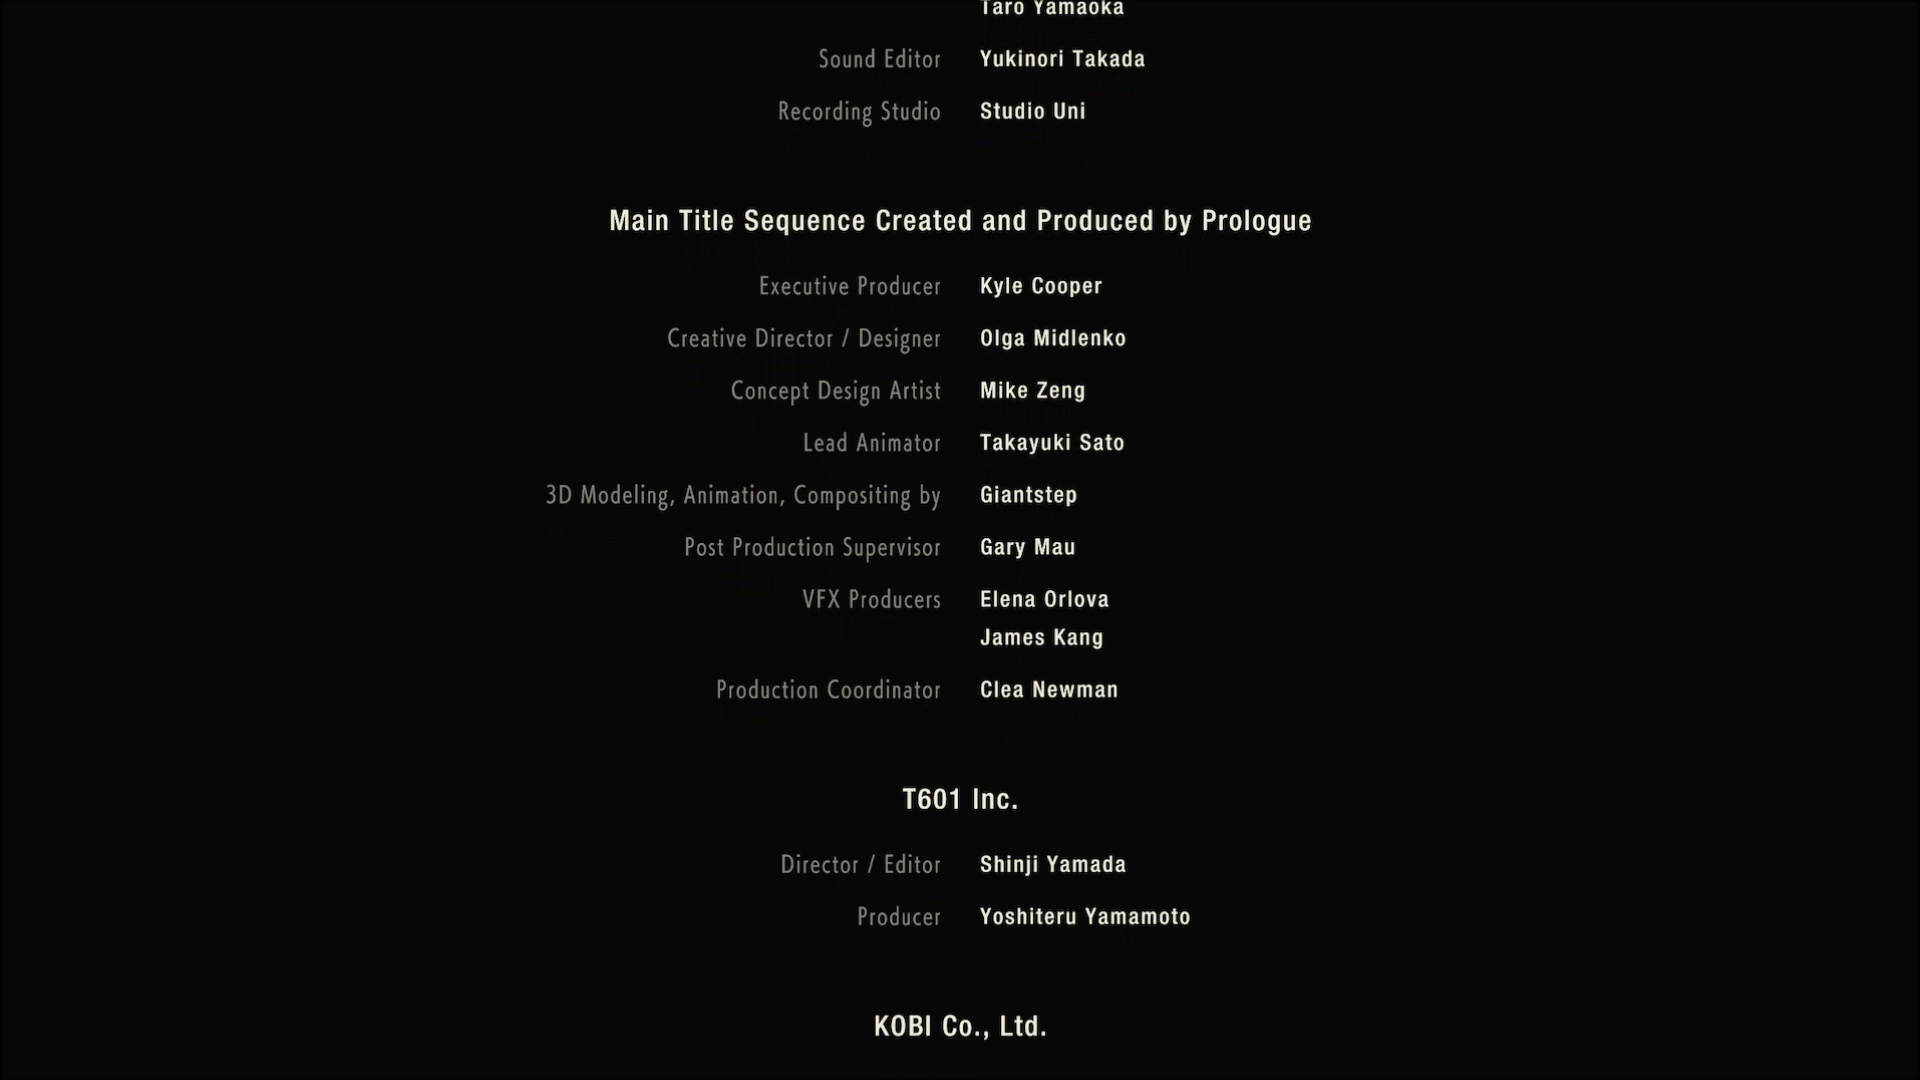 Taro Yamaoka
Sound Editor Yukinori Takada
Recording Studio Studio Uni
Main Title Sequence Created and Produced by Prologue
Executive Producer Kyle Cooper
Creative Director / Designer Olga Midlenko
Concept Design Artist Mike Zeng
Lead Animator Takayuki Sato
3D Modeling, Animation, Compositing by Giantstep
Post Production Supervisor Gary Mau
VFX Producers Elena Orlova
James Kang
Production Coordinator Clea Newman
T601 Inc.
Director / Editor Shinji Yamada
Producer Yoshiteru Yamamoto
KOBI Co., Ltd.